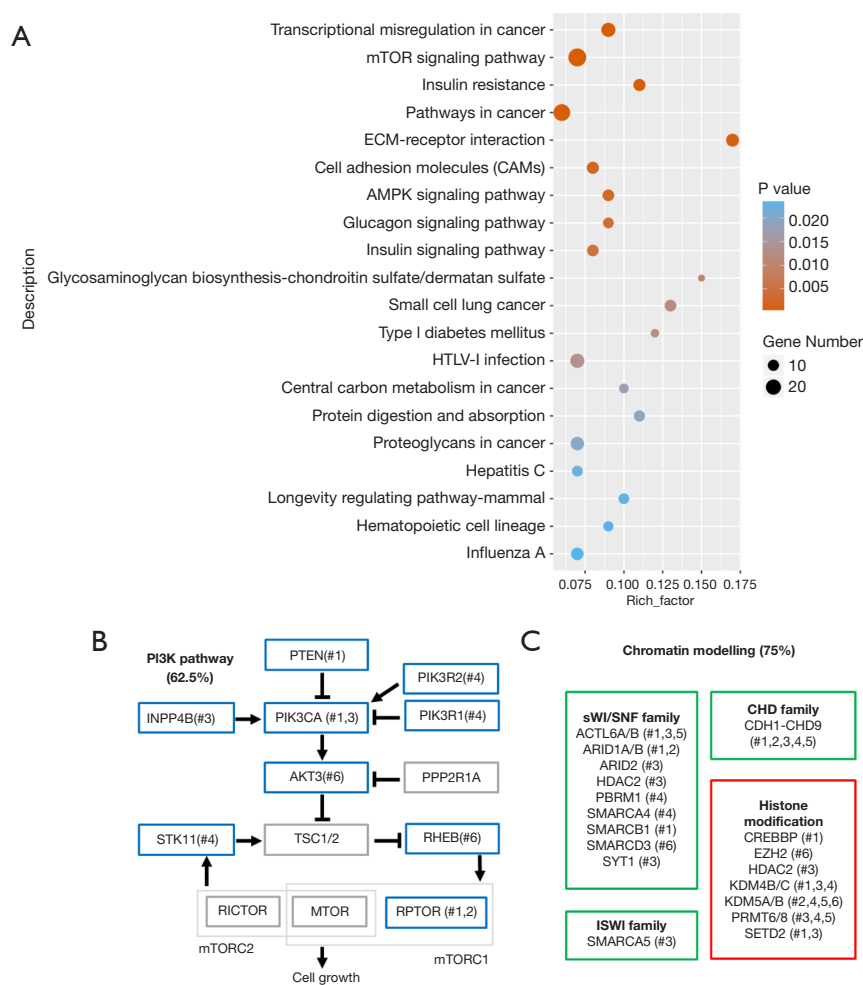 A
Description
Transcriptional misregulation in cancer
mTOR signaling pathway
Insulin resistance
Pathways in cancer
ECM-receptor interaction
Cell adhesion molecules (CAMs)
AMPK signaling pathway
Glucagon signaling pathway
Insulin signaling pathway
Glycosaminoglycan biosynthesis-chondroitin sulfate/dermatan sulfate
Small cell lung cancer
Type I diabetes mellitus
HTLV-I infection
Central carbon metabolism in cancer
Protein digestion and absorption
Proteoglycans in cancer
Hepatitis C
Longevity regulating pathway-mammal
Hematopoietic cell lineage
Influenza A
0.075 0.100 0.125 0.150 0.175
Rich_factor
P value
0.020
0.015
0.010
0.005
Gene Number
10
20
B
PI3K pathway
(62.5%)
PTEN(#1)
PIK3R2(#4)
INPP4B(#3)
PIK3CA (#1,3)
PIK3R1(#4)
AKT3(#6)
PPP2R1A
STK11(#4)
TSC1/2
RHEB(#6)
RICTOR
MTOR
RPTOR (#1,2)
mTORC2
mTORC1
Cell growth
C
Chromatin modelling (75%)
sWI/SNF family
ACTL6A/B (#1,3,5)
ARID1A/B (#1,2)
ARID2 (#3)
HDAC2 (#3)
PBRM1 (#4)
SMARCA4 (#4)
SMARCB1 (#1)
SMARCD3 (#6)
SYT1 (#3)
ISWI family
SMARCA5 (#3)
CHD family
CDH1-CHD9
(#1,2,3,4,5)
Histone
modification
CREBBP (#1)
EZH2 (#6)
HDAC2 (#3)
KDM4B/C (#1,3,4)
KDM5A/B (#2,4,5,6)
PRMT6/8 (#3,4,5)
SETD2 (#1,3)